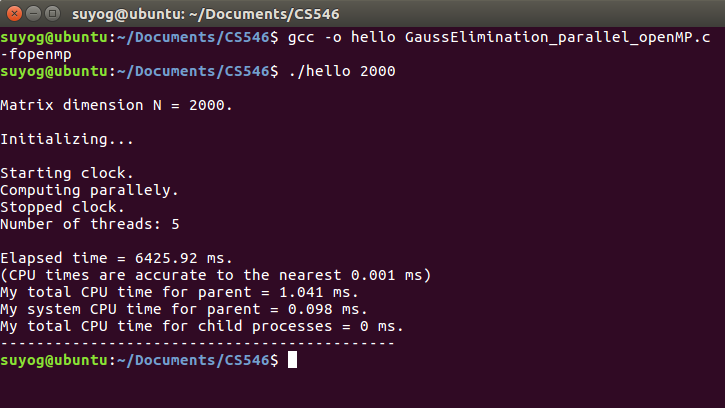 suyog@ubuntu: ~/Documents/CS546
suyog@ubuntu:~/Documents/CS546$ gcc -o hello GaussElimination_parallel_openMP.c
-fopenmp
suyog@ubuntu:~/Documents/CS546$ ./hello 2000
Matrix dimension N = 2000.
Initializing...
Starting clock.
Computing parallely.
Stopped clock.
Number of threads: 5
Elapsed time = 6425.92 ms.
(CPU times are accurate to the nearest 0.001 ms)
My total CPU time for parent = 1.041 ms.
My system CPU time for parent = 0.098 ms.
My total CPU time for child processes = 0 ms.
--------------------------------------------
suyog@ubuntu:~/Documents/CS546$